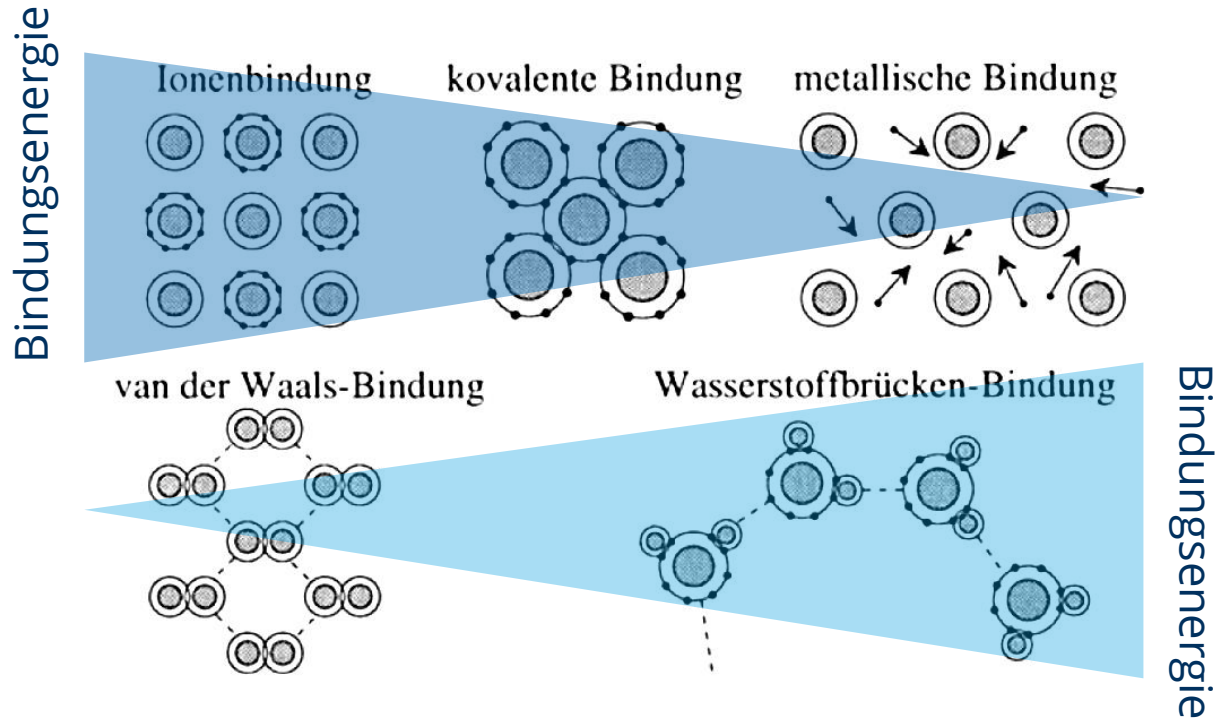 Bindungsenergie
Ionenbindung
kovalente Bindung
metallische Bindung
van der Waals-Bindung
Wasserstoffbrücken-Bindung
Bindungsenergie